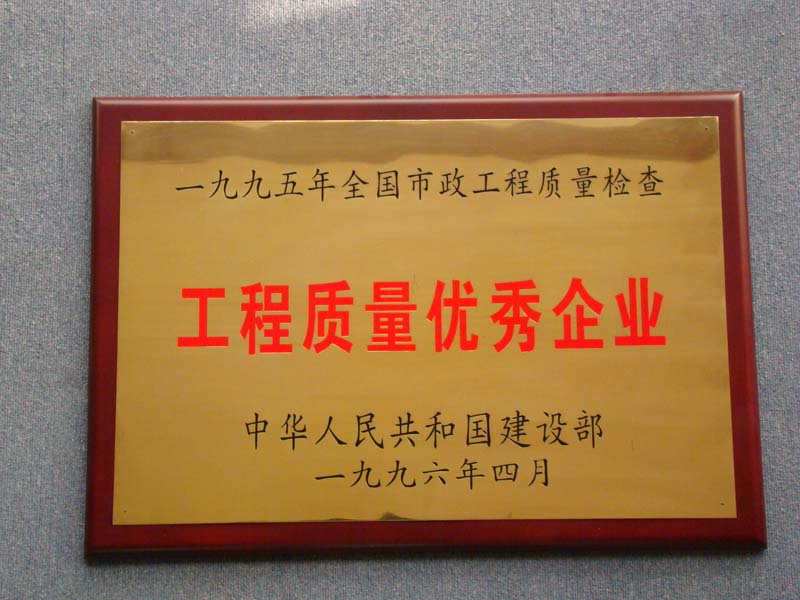 一九九五年全国市政工程质量检查
工程质量优秀企业
中华人民共和国建设部
一九九六年四月